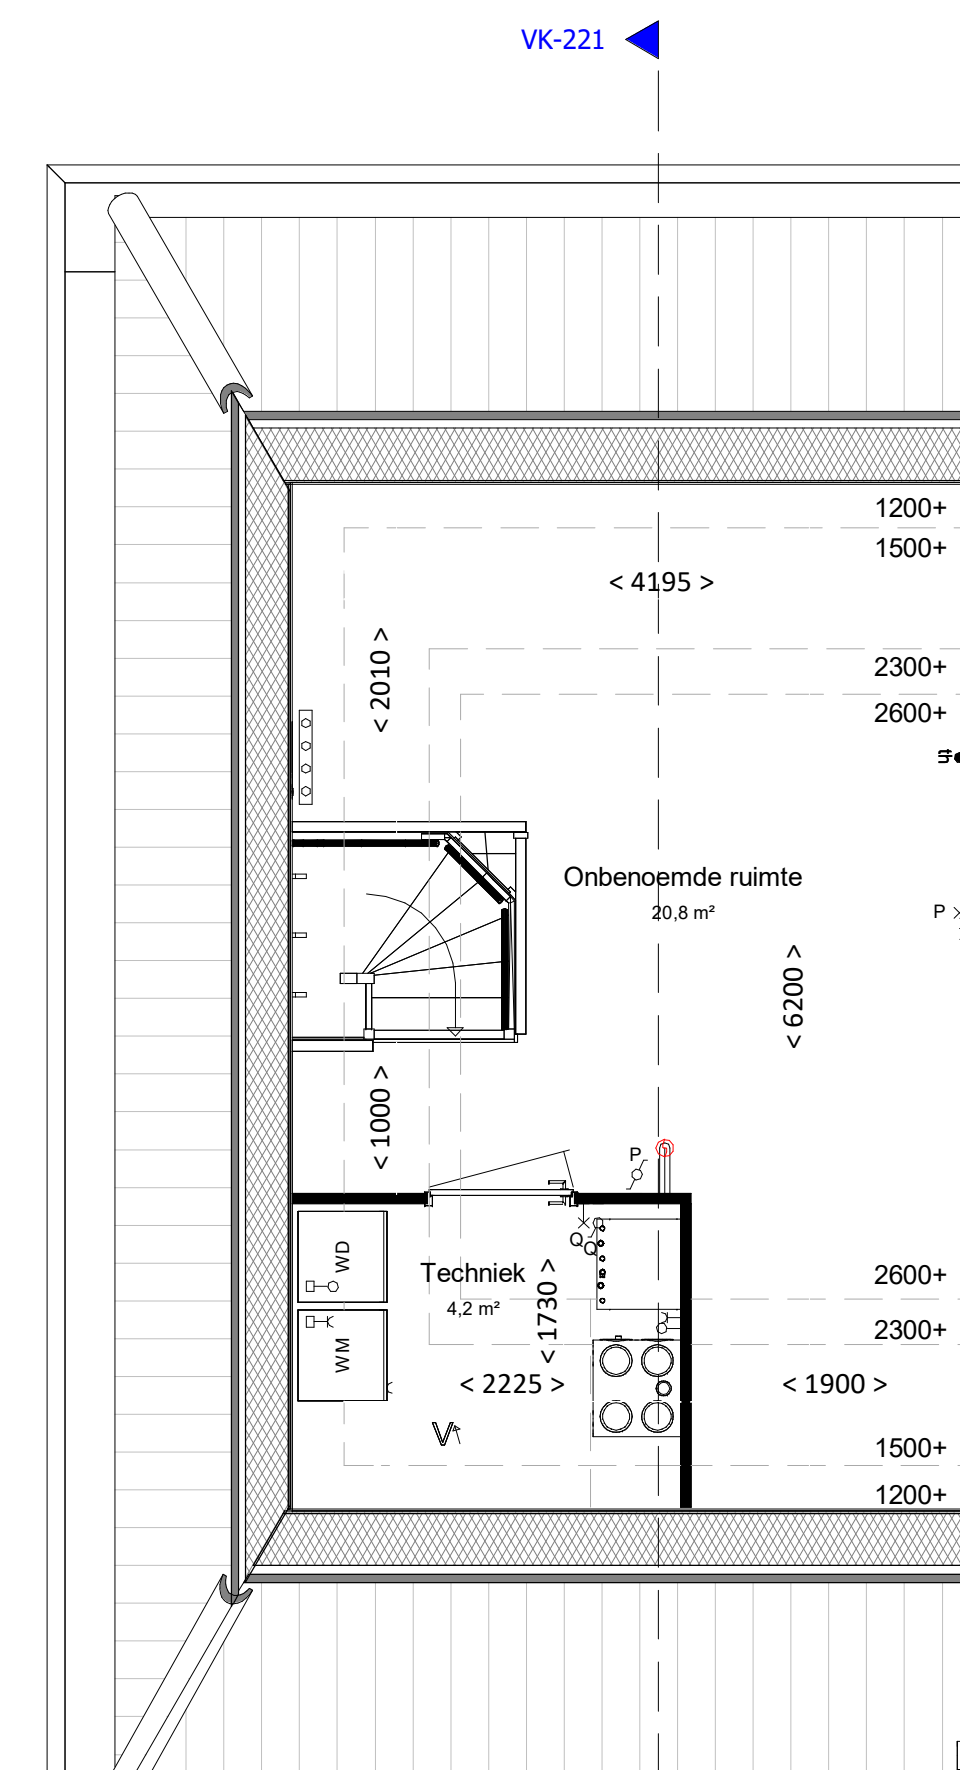 VK-221
1200+
1500+
< 4195 >
< 2010 >
2300+
2600+
th
Onbenoemde ruimte
20,8 m²
P
< 6200 >
< 1000 >
P
Q
Q
WD
Techniek
4,2 m²
< 1730 >
2600+
2300+
WM
< 2225 >
< 1900 >
V
1500+
1200+